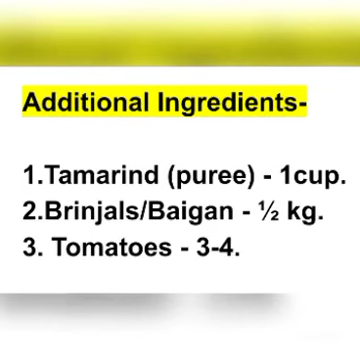 Additional Ingredients-
1.Tamarind (puree) - 1cup.
2.Brinjals/Baigan - ½ kg.
3. Tomatoes - 3-4.